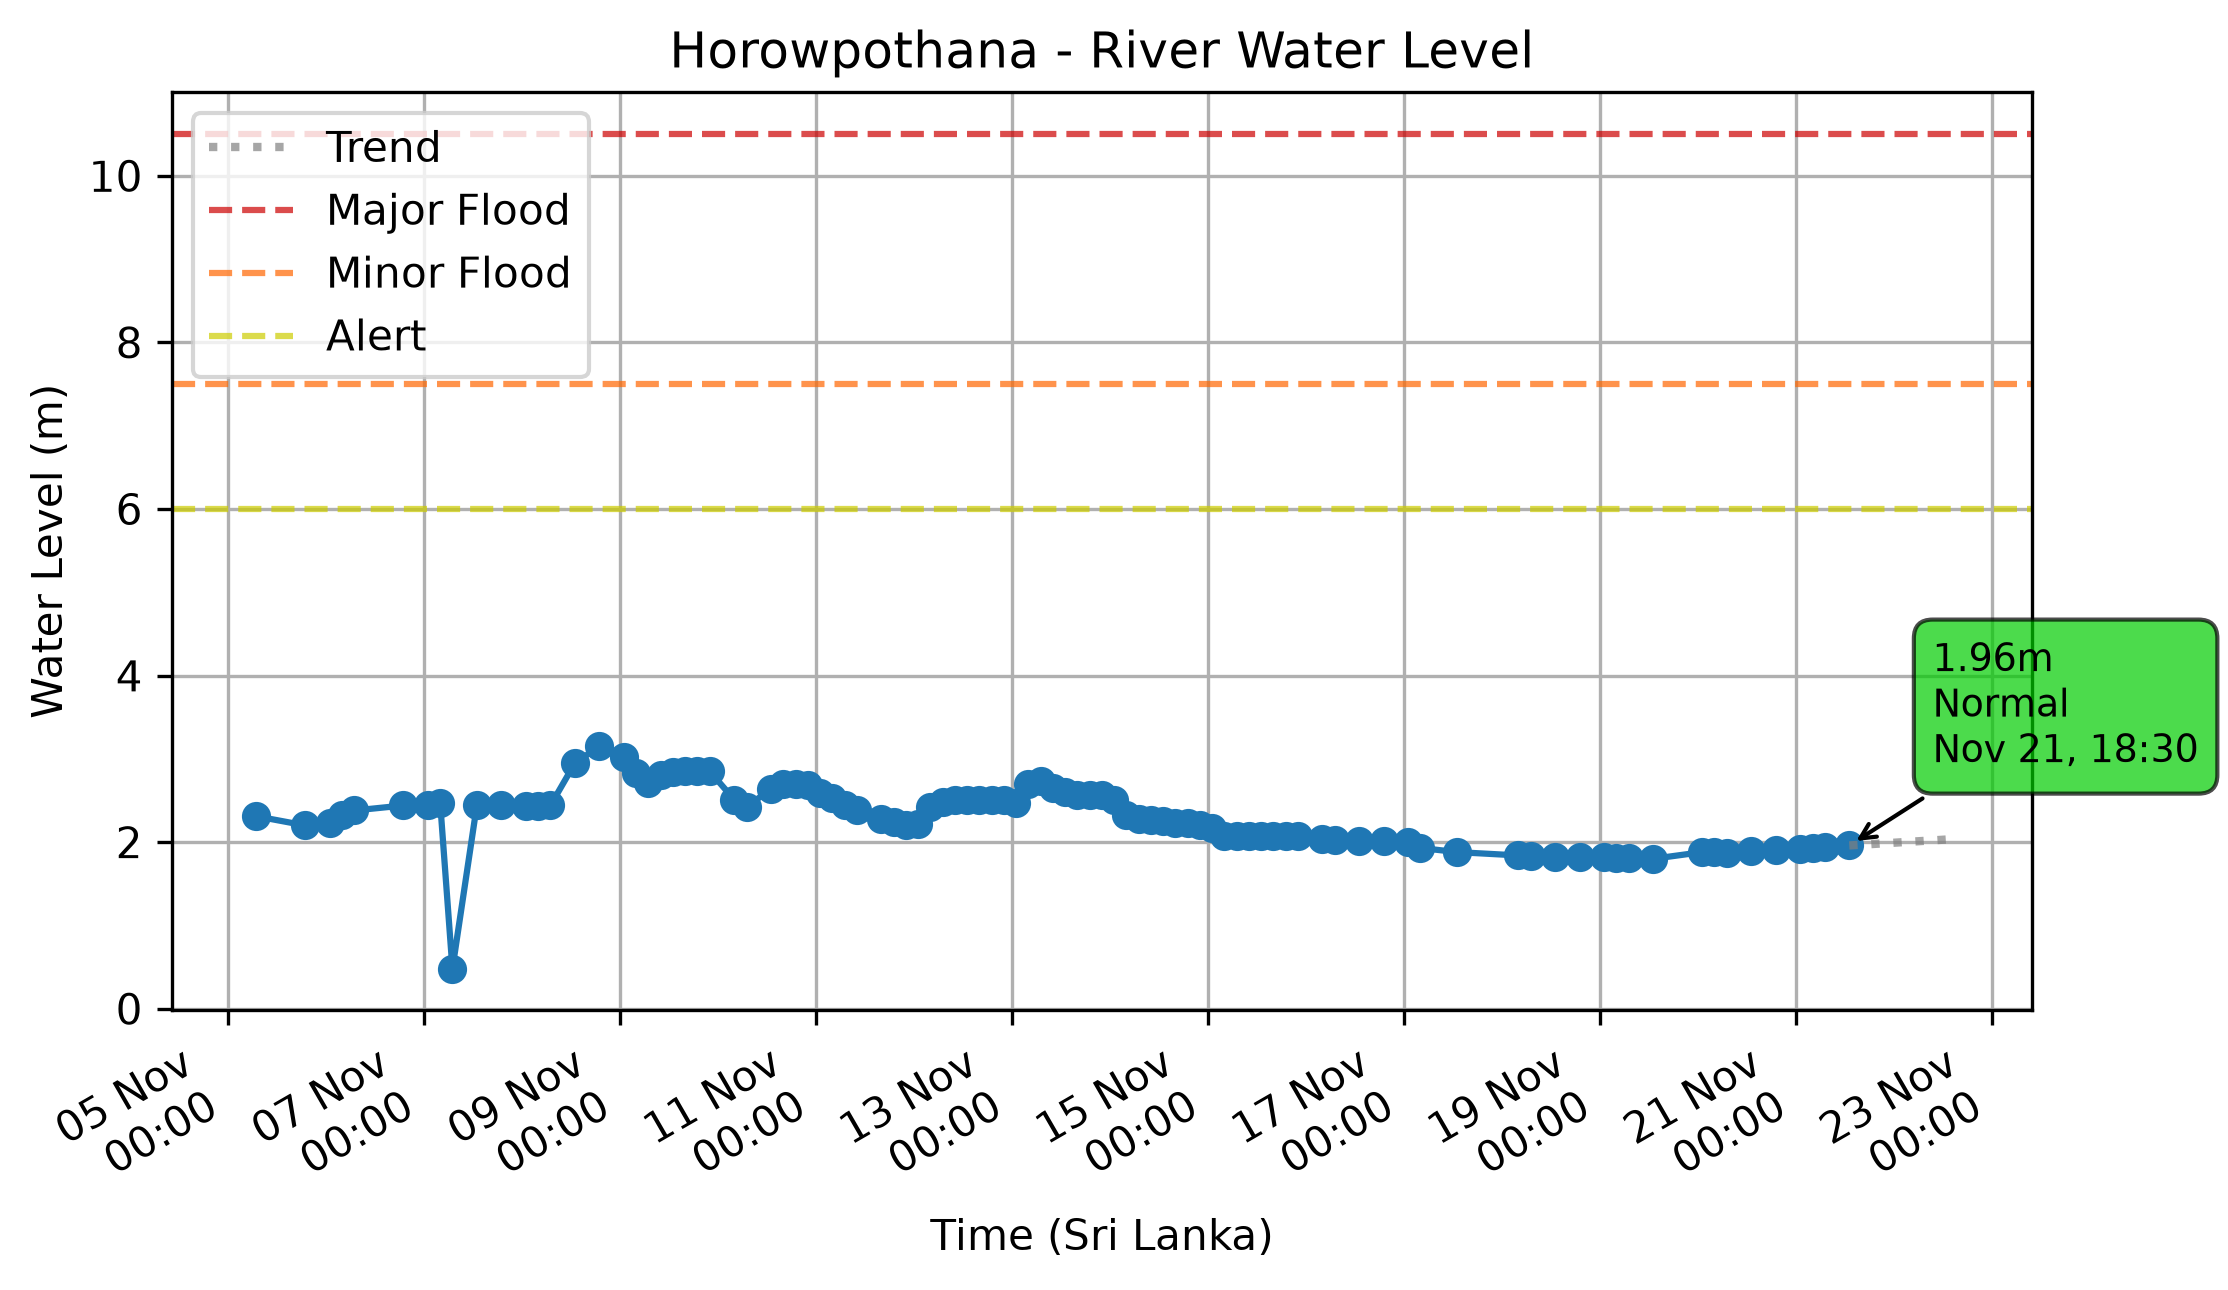 Horowpothana - River Water Level
Trend
Major Flood
Minor Flood
Alert
10
8
6
4
2
0
Water Level (m)
1.96m
Normal
Nov 21, 18:30
05 Nov
00:00
07 Nov
00:00
09 Nov
00:00
11 Nov
00:00
13 Nov
00:00
15 Nov
00:00
17 Nov
00:00
19 Nov
00:00
21 Nov
00:00
23 Nov
00:00
Time (Sri Lanka)